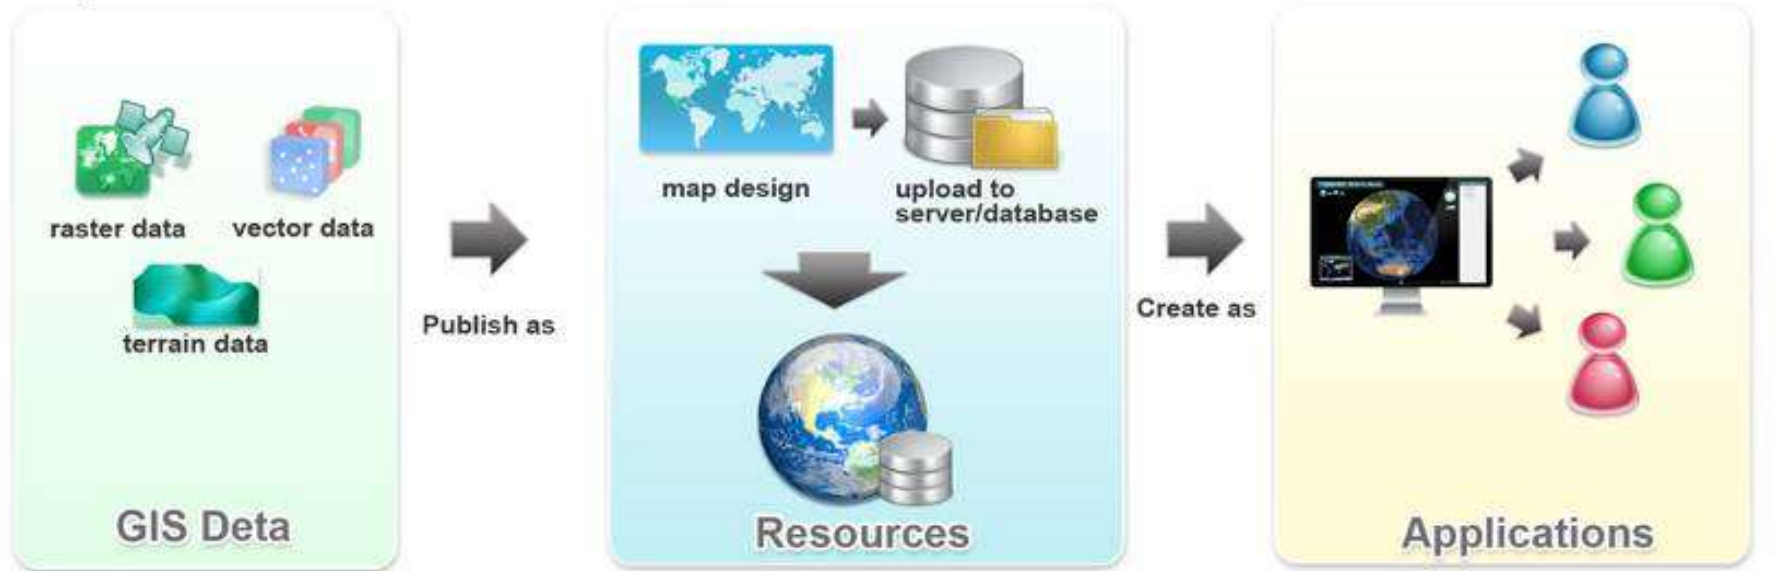 raster data
vector data
terrain data
GIS Deta
Publish as
map design
upload to
server/database
Resources
Create as
Applications